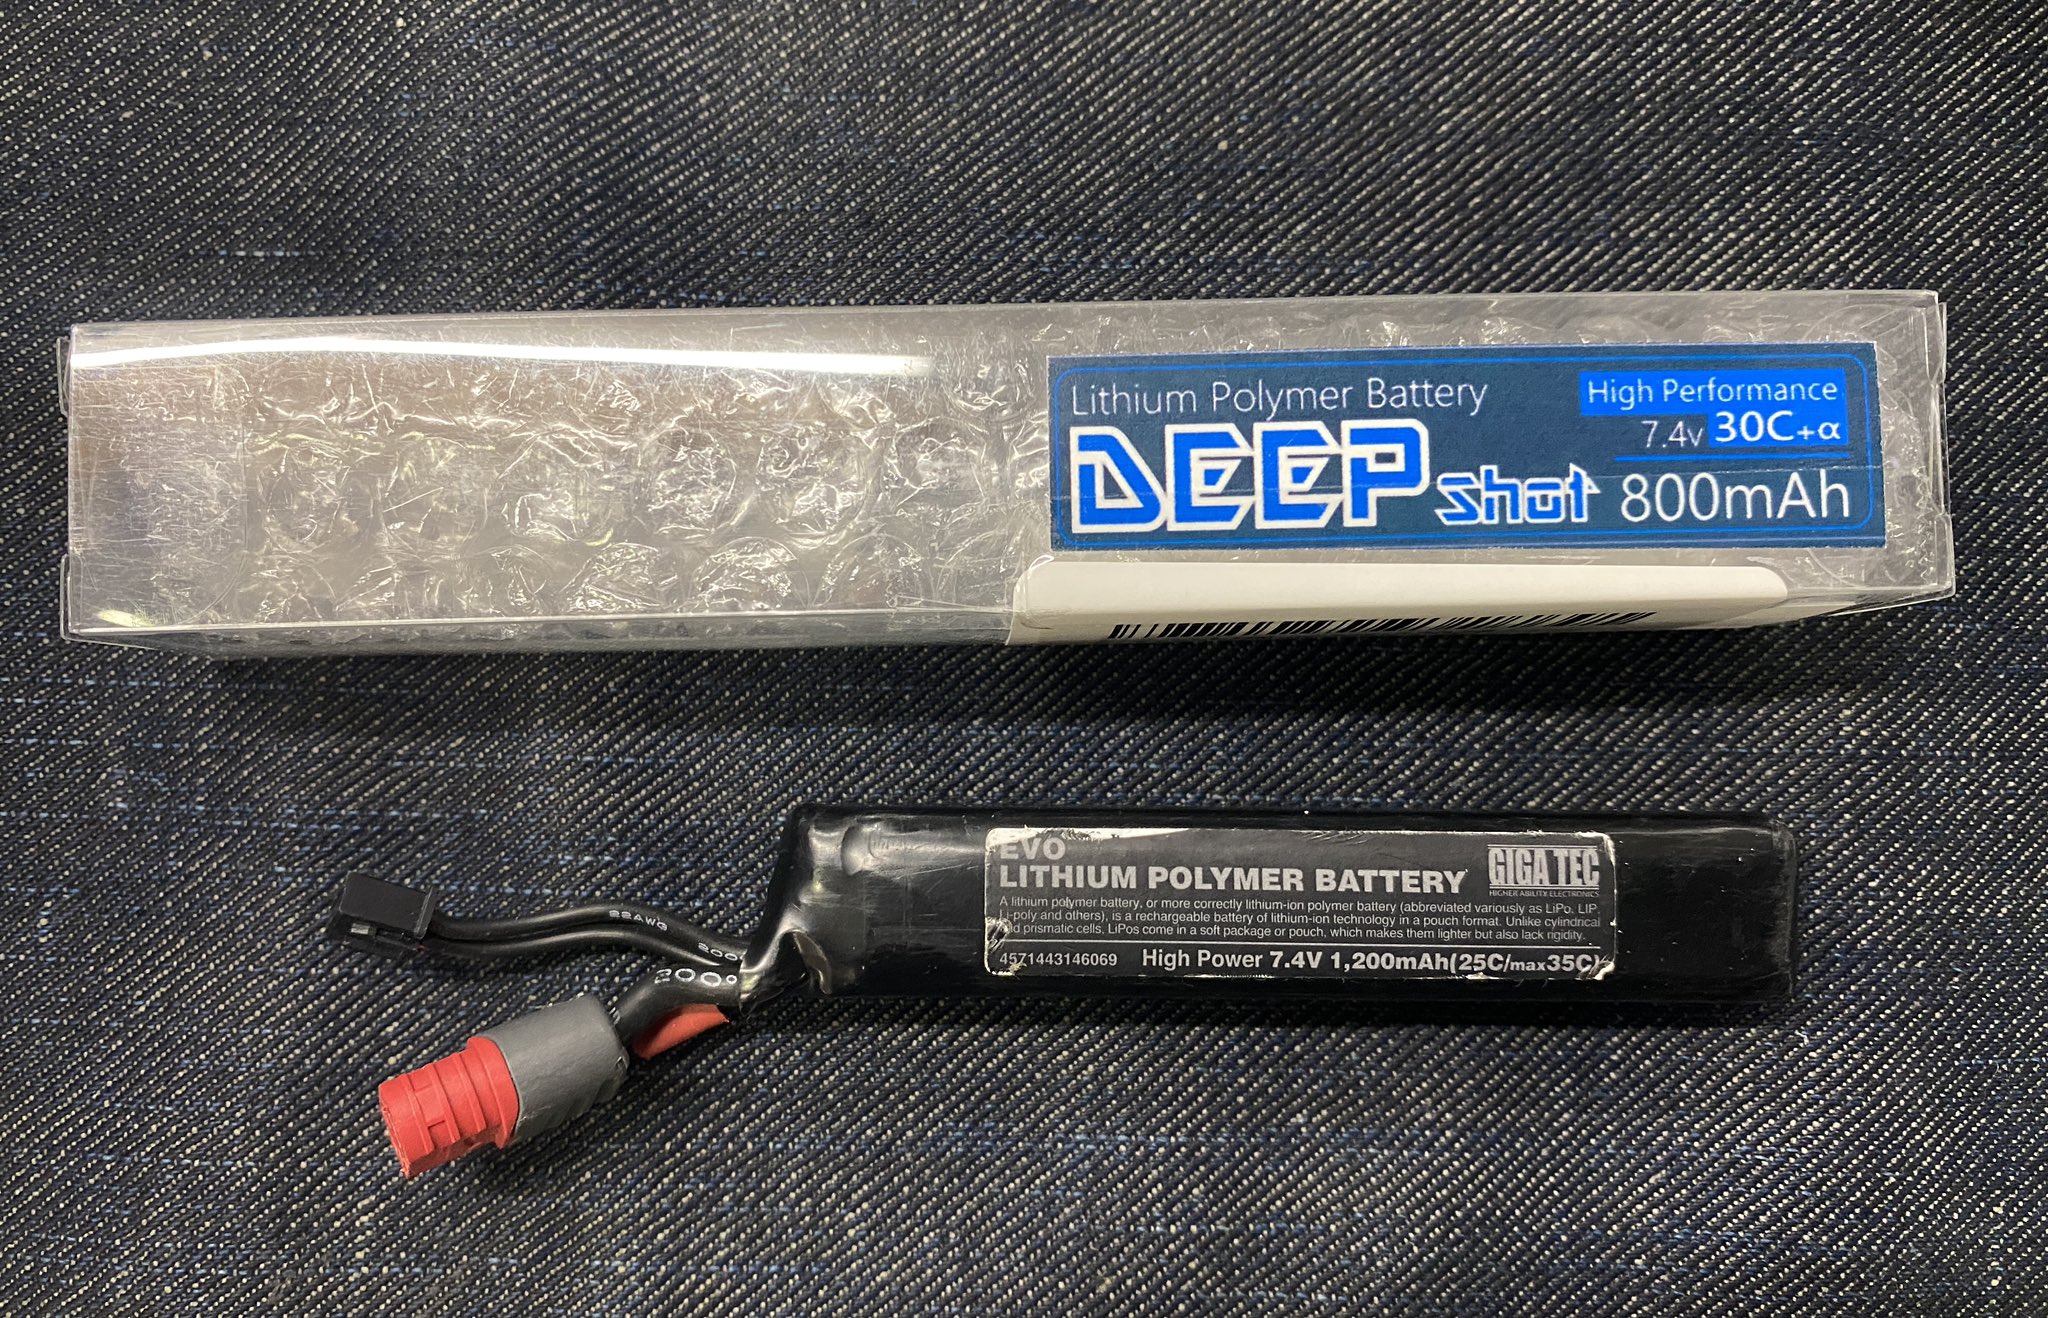 Lithium Polymer Battery
High Performance
7.4v 30C+α
DEEP shot 800mAh
EVO
LITHIUM POLYMER BATTERY
GIGA TEC
HIGHER ABILITY ELECTRONICS
A lithium polymer battery, or more correctly lithium-ion polymer battery (abbreviated variously as LiPo, LIP,
Li-poly and others), is a rechargeable battery of lithium-ion technology in a pouch format. Unlike cylindrical
and prismatic cells, LiPos come in a soft package or pouch, which makes them lighter but also lack rigidity.
4571443146069 High Power 7.4V 1,200mAh(25C/max35C)
22AWG